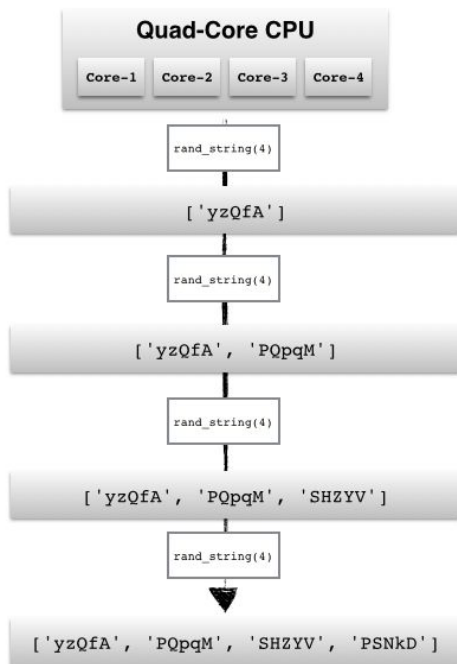 Quad-Core CPU
Core-1 Core-2 Core-3 Core-4
rand_string(4)
['yzQfA']
rand_string(4)
['yzQfA', 'PQpqM']
rand_string(4)
['yzQfA', 'PQpqM', 'SHZYV']
rand_string(4)
['yzQfA', 'PQpqM', 'SHZYV', 'PSNkD']